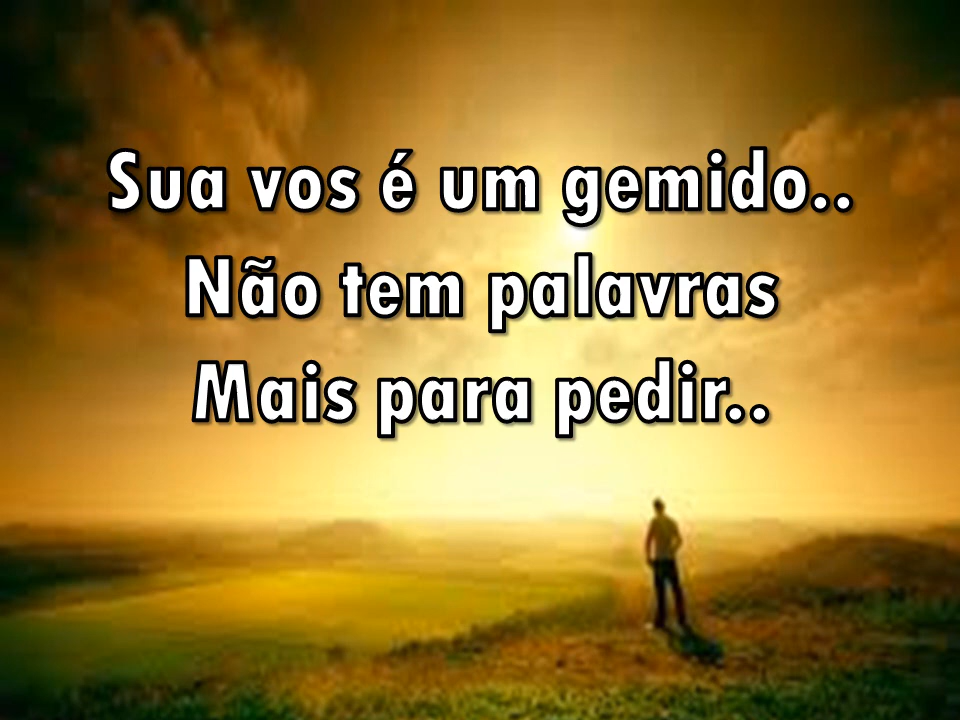 Sua vos é um gemido..
Não tem palavras
Mais para pedir..